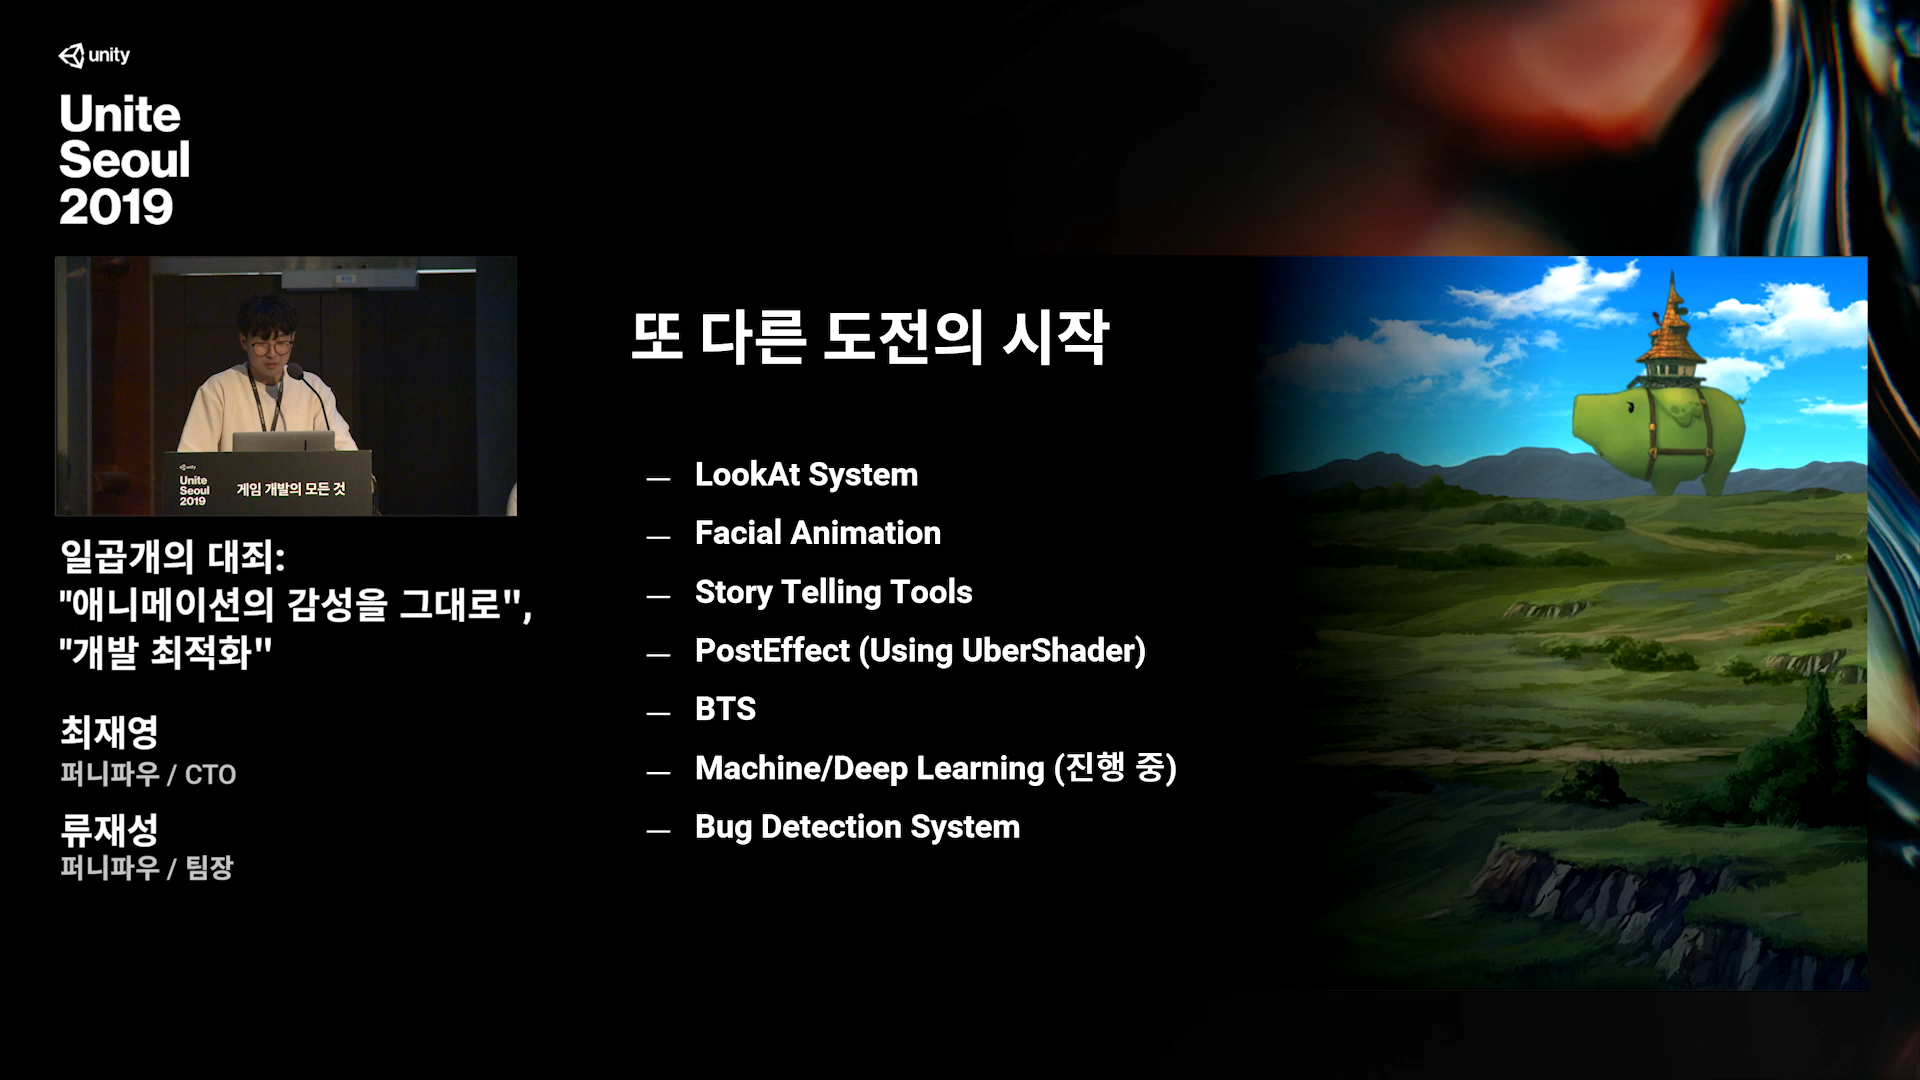 unity
Unite
Seoul
2019
unity
Unite
Seoul
2019
게임 개발의 모든 것
일곱개의 대죄:
"애니메이션의 감성을 그대로",
"개발 최적화"
최재영
퍼니파우 / CTO
류재성
퍼니파우 / 팀장
또 다른 도전의 시작
— LookAt System
— Facial Animation
— Story Telling Tools
— PostEffect (Using UberShader)
— BTS
— Machine/Deep Learning (진행 중)
— Bug Detection System